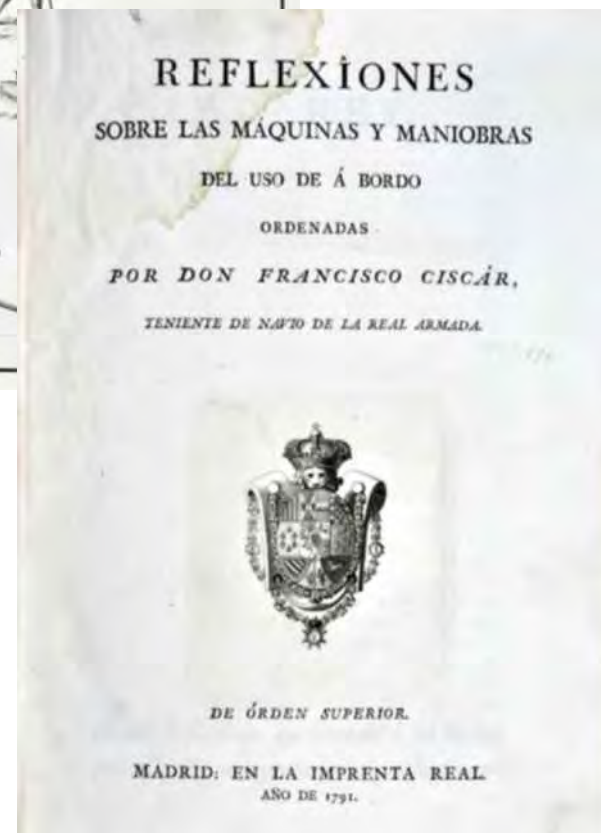 REFLEXÎONES
SOBRE LAS MÁQUINAS Y MANIOBRAS
DEL USO DE Á BORDO
ORDENADAS
POR DON FRANCISCO CISCÁR,
TENIENTE DE NAVIO DE LA REAL ARMADA.
DE ÓRDEN SUPERIOR.
MADRID: EN LA IMPRENTA REAL.
AÑO DE 1791.